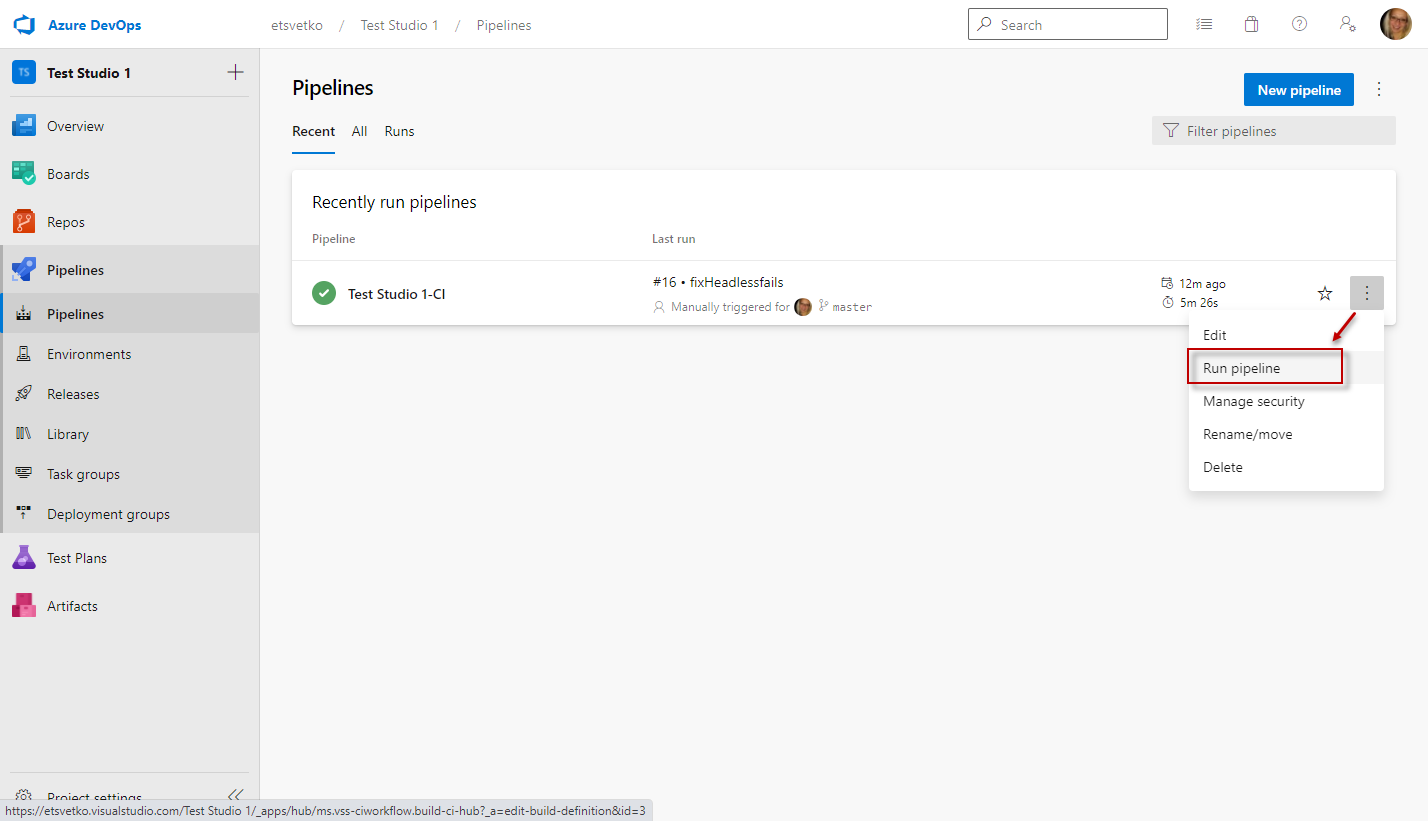 Azure DevOps
etsvetko / Test Studio 1 / Pipelines
Search
TS Test Studio 1
Overview
Boards
Repos
Pipelines
Pipelines
Environments
Releases
Library
Task groups
Deployment groups
Test Plans
Artifacts
Project settings
Pipelines
New pipeline
Recent All Runs
Filter pipelines
Recently run pipelines
Pipeline Last run
Test Studio 1-CI
#16 • fixHeadlessfails
Manually triggered for master
12m ago
5m 26s
Edit
Run pipeline
Manage security
Rename/move
Delete
https://etsvetko.visualstudio.com/Test Studio 1/_apps/hub/ms.vss-ciworkflow.build-ci-hub?_a=edit-build-definition&id=3